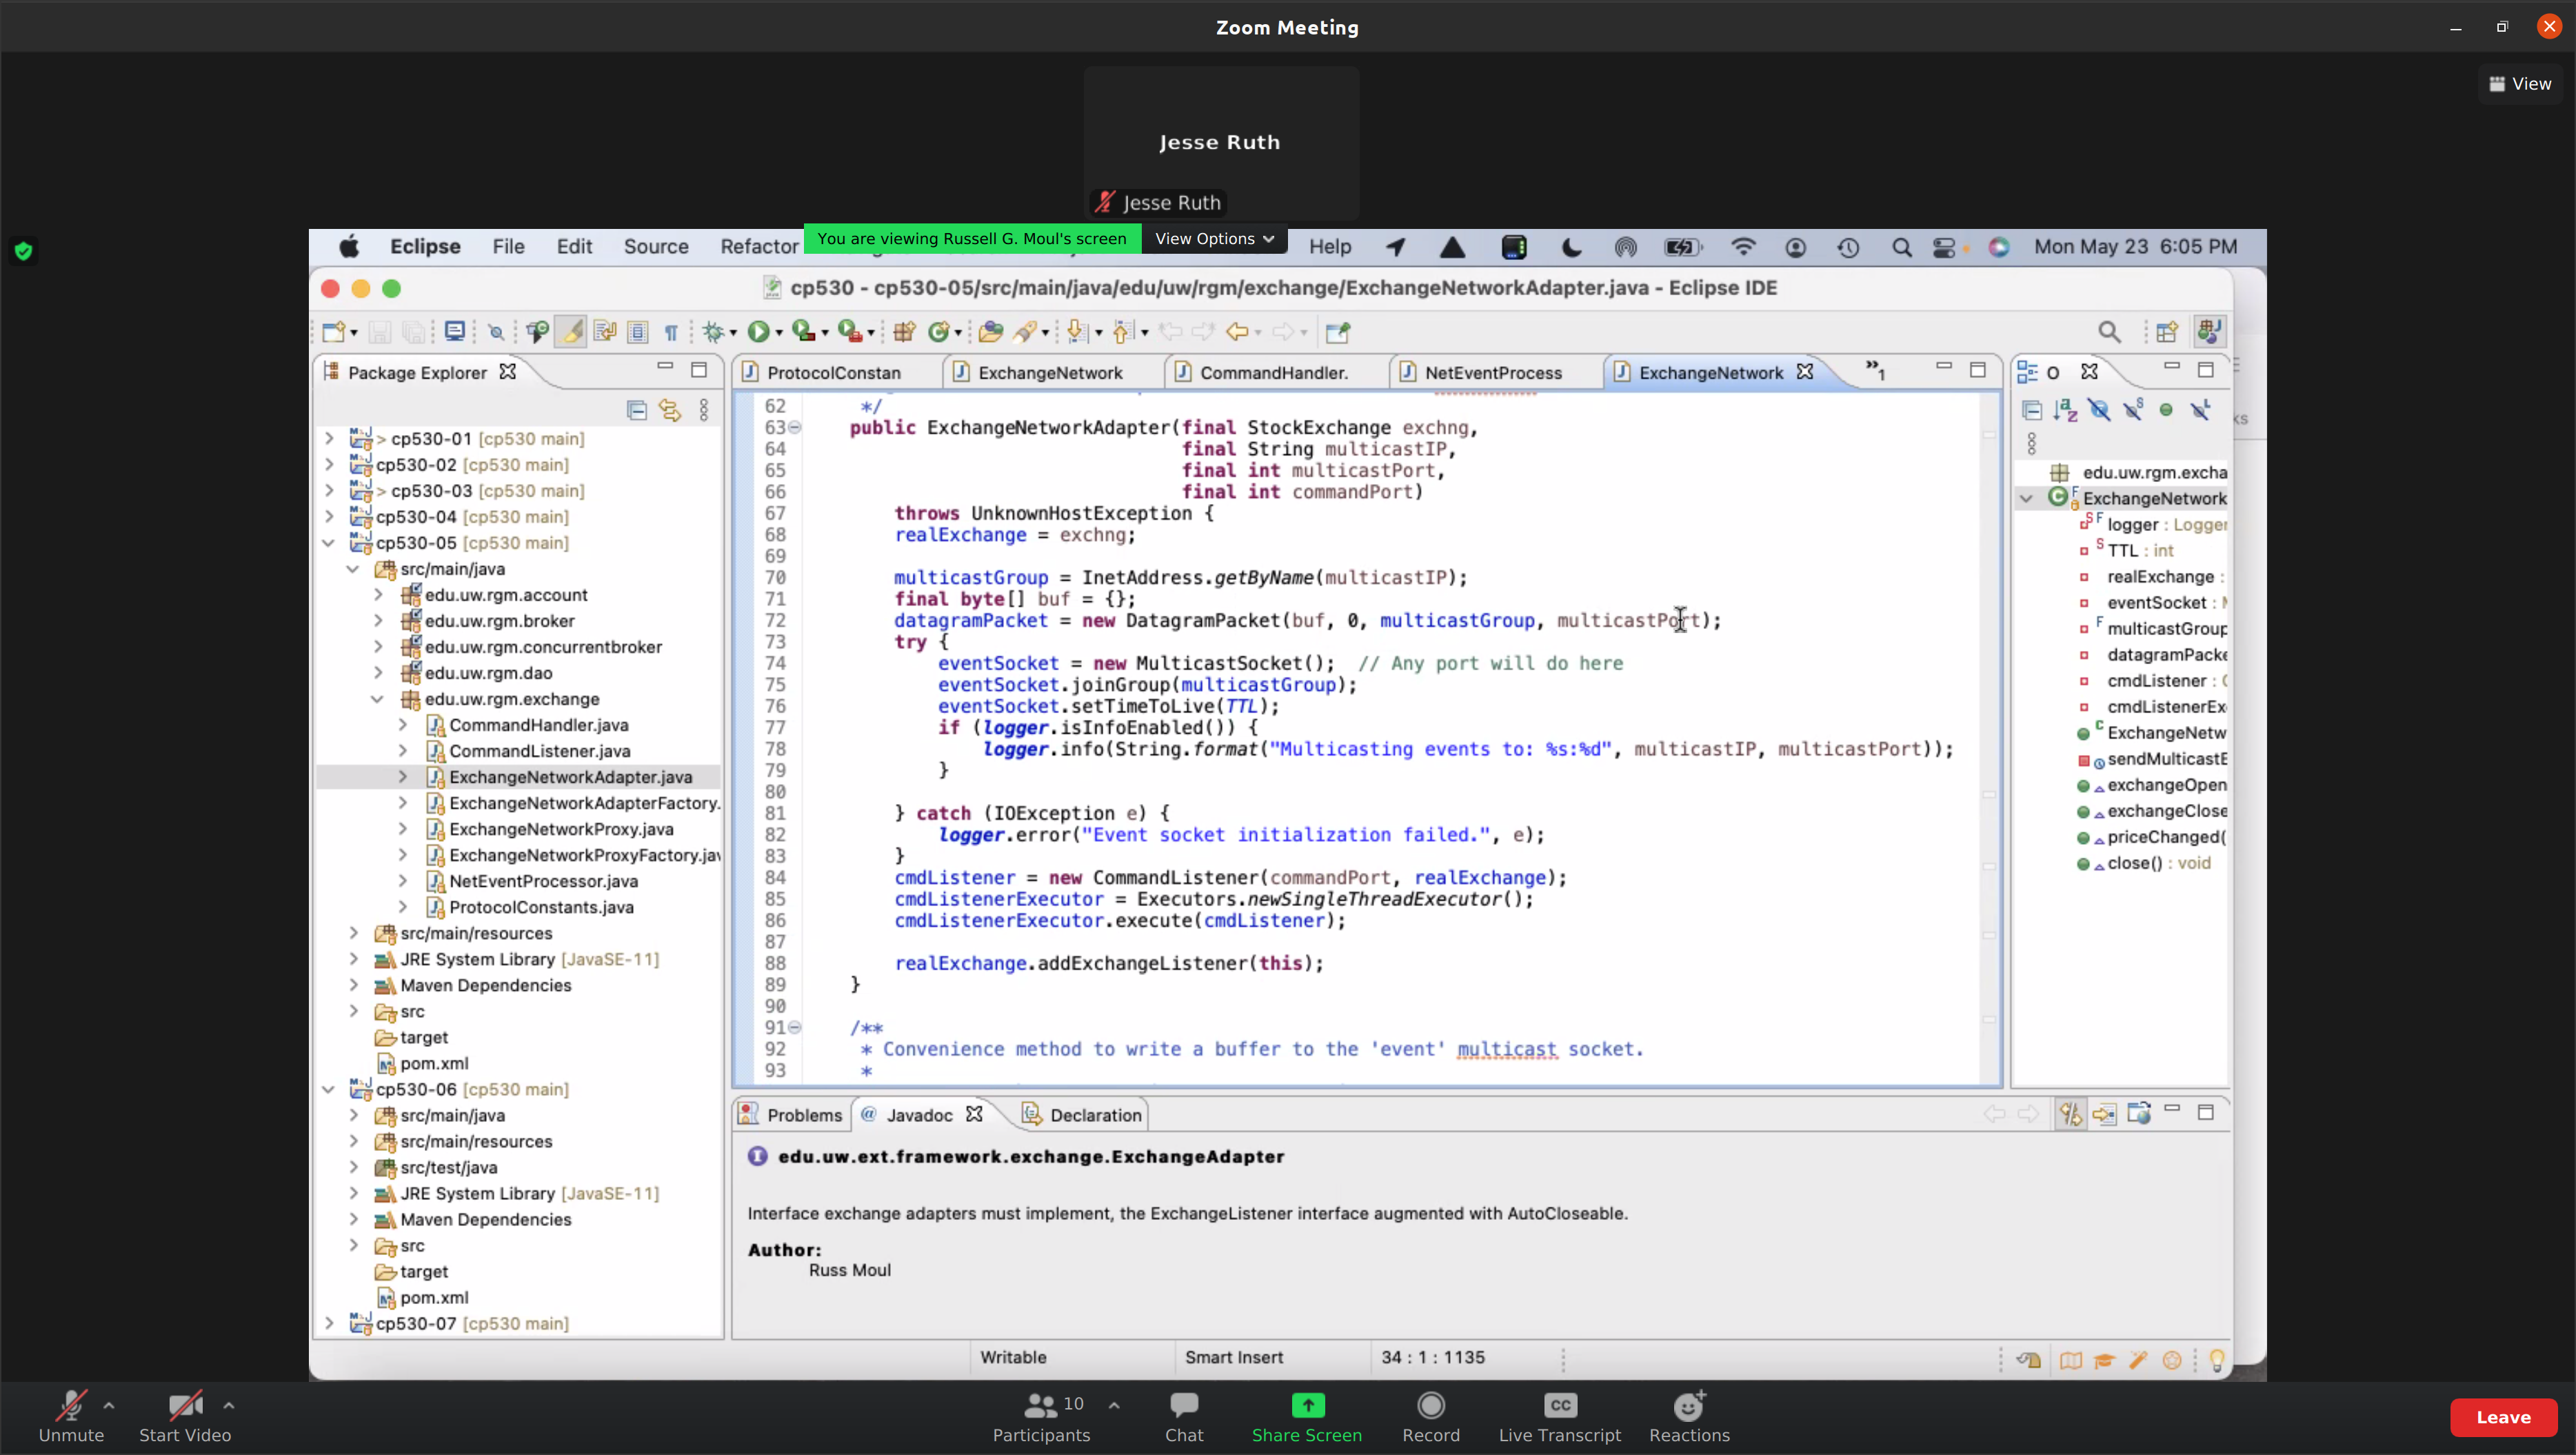 Zoom Meeting
View
Jesse Ruth
Jesse Ruth
You are viewing Russell G. Moul's screen View Options
Eclipse File Edit Source Refactor Help Mon May 23 6:05 PM
cp530 - cp530-05/src/main/java/edu/uw/rgm/exchange/ExchangeNetworkAdapter.java - Eclipse IDE
Package Explorer
> cp530-01 [cp530 main]
cp530-02 [cp530 main]
> cp530-03 [cp530 main]
cp530-04 [cp530 main]
cp530-05 [cp530 main]
src/main/java
edu.uw.rgm.account
edu.uw.rgm.broker
edu.uw.rgm.concurrentbroker
edu.uw.rgm.dao
edu.uw.rgm.exchange
CommandHandler.java
CommandListener.java
ExchangeNetworkAdapter.java
ExchangeNetworkAdapterFactory.
ExchangeNetworkProxy.java
ExchangeNetworkProxyFactory.jav
NetEventProcessor.java
ProtocolConstants.java
src/main/resources
JRE System Library [JavaSE-11]
Maven Dependencies
src
target
pom.xml
cp530-06 [cp530 main]
src/main/java
src/main/resources
src/test/java
JRE System Library [JavaSE-11]
Maven Dependencies
src
target
pom.xml
cp530-07 [cp530 main]
ProtocolConstan ExchangeNetwork CommandHandler. NetEventProcess ExchangeNetwork »1
62 */
63 public ExchangeNetworkAdapter(final StockExchange exchng,
64 final String multicastIP,
65 final int multicastPort,
66 final int commandPort)
67 throws UnknownHostException {
68 realExchange = exchng;
69
70 multicastGroup = InetAddress.getByName(multicastIP);
71 final byte[] buf = {};
72 datagramPacket = new DatagramPacket(buf, 0, multicastGroup, multicastPort);
73 try {
74 eventSocket = new MulticastSocket(); // Any port will do here
75 eventSocket.joinGroup(multicastGroup);
76 eventSocket.setTimeToLive(TTL);
77 if (logger.isInfoEnabled()) {
78 logger.info(String.format("Multicasting events to: %s:%d", multicastIP, multicastPort));
79 }
80
81 } catch (IOException e) {
82 logger.error("Event socket initialization failed.", e);
83 }
84 cmdListener = new CommandListener(commandPort, realExchange);
85 cmdListenerExecutor = Executors.newSingleThreadExecutor();
86 cmdListenerExecutor.execute(cmdListener);
87
88 realExchange.addExchangeListener(this);
89 }
90
91 /**
92 * Convenience method to write a buffer to the 'event' multicast socket.
93 *
O
edu.uw.rgm.excha
ExchangeNetwork
logger : Logger
TTL : int
realExchange :
eventSocket : M
multicastGroup
datagramPacke
cmdListener : C
cmdListenerEx
ExchangeNetw
sendMulticastE
exchangeOpen
exchangeClose
priceChanged(
close() : void
Problems @ Javadoc Declaration
edu.uw.ext.framework.exchange.ExchangeAdapter
Interface exchange adapters must implement, the ExchangeListener interface augmented with AutoCloseable.
Author:
Russ Moul
Writable Smart Insert 34 : 1 : 1135
Unmute Start Video Participants 10 Chat Share Screen Record CC Live Transcript Reactions Leave